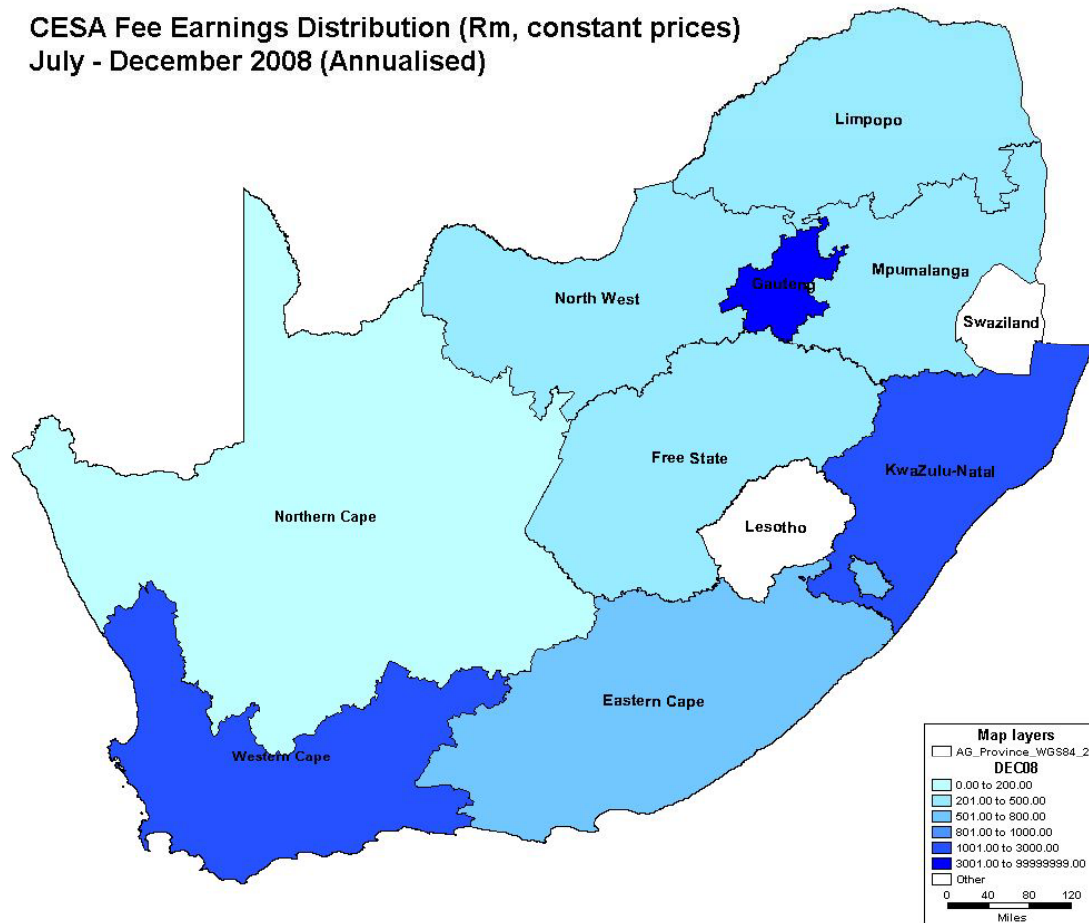 CESA Fee Earnings Distribution (Rm, constant prices)
July - December 2008 (Annualised)
Limpopo
Mpumalanga
Gauteng
North West
Swaziland
Free State
KwaZulu-Natal
Northern Cape
Lesotho
Eastern Cape
Western Cape
Map layers
AG_Province_WGS84_2
DEC08
0.00 to 200.00
201.00 to 500.00
501.00 to 800.00
801.00 to 1000.00
1001.00 to 3000.00
3001.00 to 99999999.00
Other
0 40 80 120
Miles